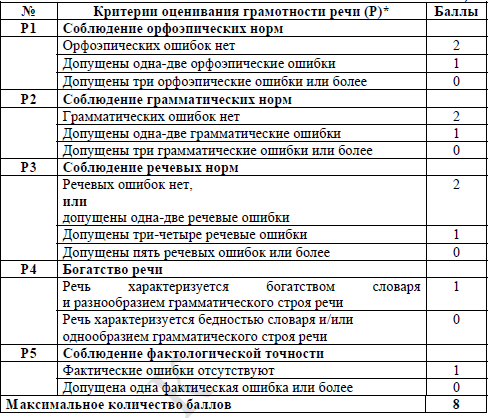 № Критерии оценивания грамотности речи (Р)* Баллы
Р1 Соблюдение орфоэпических норм
Орфоэпических ошибок нет 2
Допущены одна-две орфоэпические ошибки 1
Допущены три орфоэпические ошибки или более 0
Р2 Соблюдение грамматических норм
Грамматических ошибок нет 2
Допущены одна-две грамматические ошибки 1
Допущены три грамматические ошибки или более 0
Р3 Соблюдение речевых норм
Речевых ошибок нет, 2
или
допущены одна-две речевые ошибки
Допущены три-четыре речевые ошибки 1
Допущены пять речевых ошибок или более 0
Р4 Богатство речи
Речь характеризуется богатством словаря 1
и разнообразием грамматического строя речи
Речь характеризуется бедностью словаря и/или 0
однообразием грамматического строя речи
Р5 Соблюдение фактологической точности
Фактические ошибки отсутствуют 1
Допущена одна фактическая ошибка или более 0
Максимальное количество баллов 8